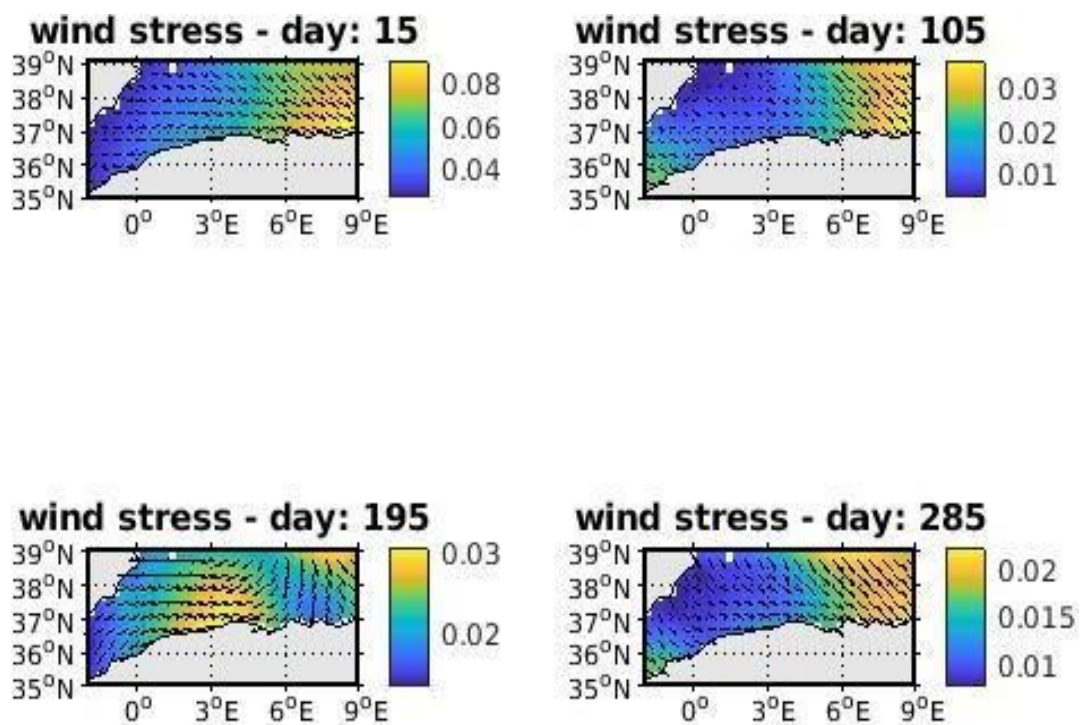 wind stress - day: 15
39°N
38°N
37°N
36°N
35°N
0° 3°E 6°E 9°E
0.08
0.06
0.04
wind stress - day: 105
39°N
38°N
37°N
36°N
35°N
0° 3°E 6°E 9°E
0.03
0.02
0.01
wind stress - day: 195
39°N
38°N
37°N
36°N
35°N
0° 3°E 6°E 9°E
0.03
0.02
wind stress - day: 285
39°N
38°N
37°N
36°N
35°N
0° 3°E 6°E 9°E
0.02
0.015
0.01